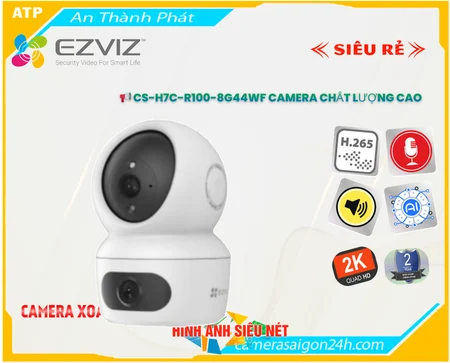 ATP
An Thành Phát
EZVIZ
Security Video For Smart Life
SIÊU RẺ
CS-H7C-R100-8G44WF CAMERA CHẤT LƯỢNG CAO
H.265
AI
2K
QUAD HD
2
CAMERA XOA
HÌNH ẢNH SIÊU NÉT
camerasaigon24h.com